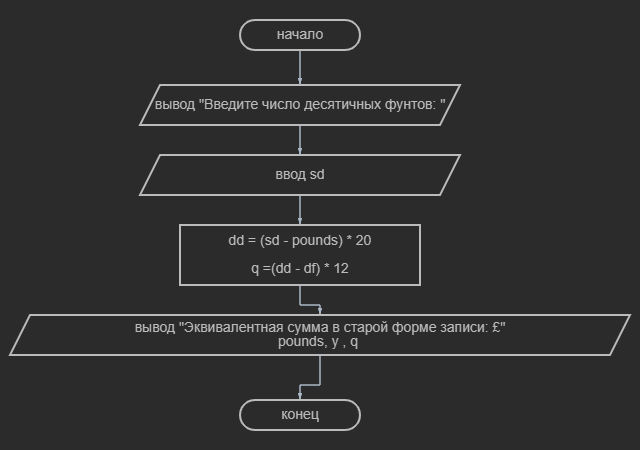 начало
вывод "Введите число десятичных фунтов: "
ввод sd
dd = (sd - pounds) * 20
q =(dd - df) * 12
вывод "Эквивалентная сумма в старой форме записи: £"
pounds, y , q
конец